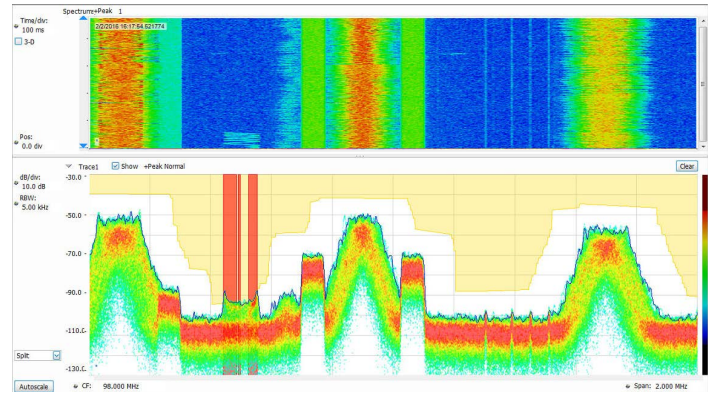 Spectrum +Peak 1
Time/div:
100 ms
3-D
2/2/2016 16:17:54.521774
Pos:
0.0 div
Trace1 Show +Peak Normal Clear
dB/div:
10.0 dB
RBW:
5.00 kHz
-30.0
-50.0
-70.0
-90.0
-110.0
-130.0
Split
Autoscale CF: 98.000 MHz Span: 2.000 MHz